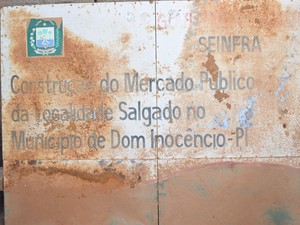 SEINFRA
Construção do Mercado Público
da Localidade Salgado no
Município de Dom Inocêncio-PI